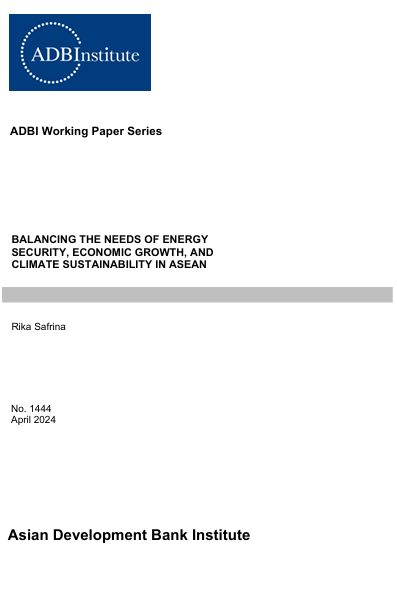 ADBInstitute
ADBI Working Paper Series
BALANCING THE NEEDS OF ENERGY
SECURITY, ECONOMIC GROWTH, AND
CLIMATE SUSTAINABILITY IN ASEAN
Rika Safrina
No. 1444
April 2024
Asian Development Bank Institute